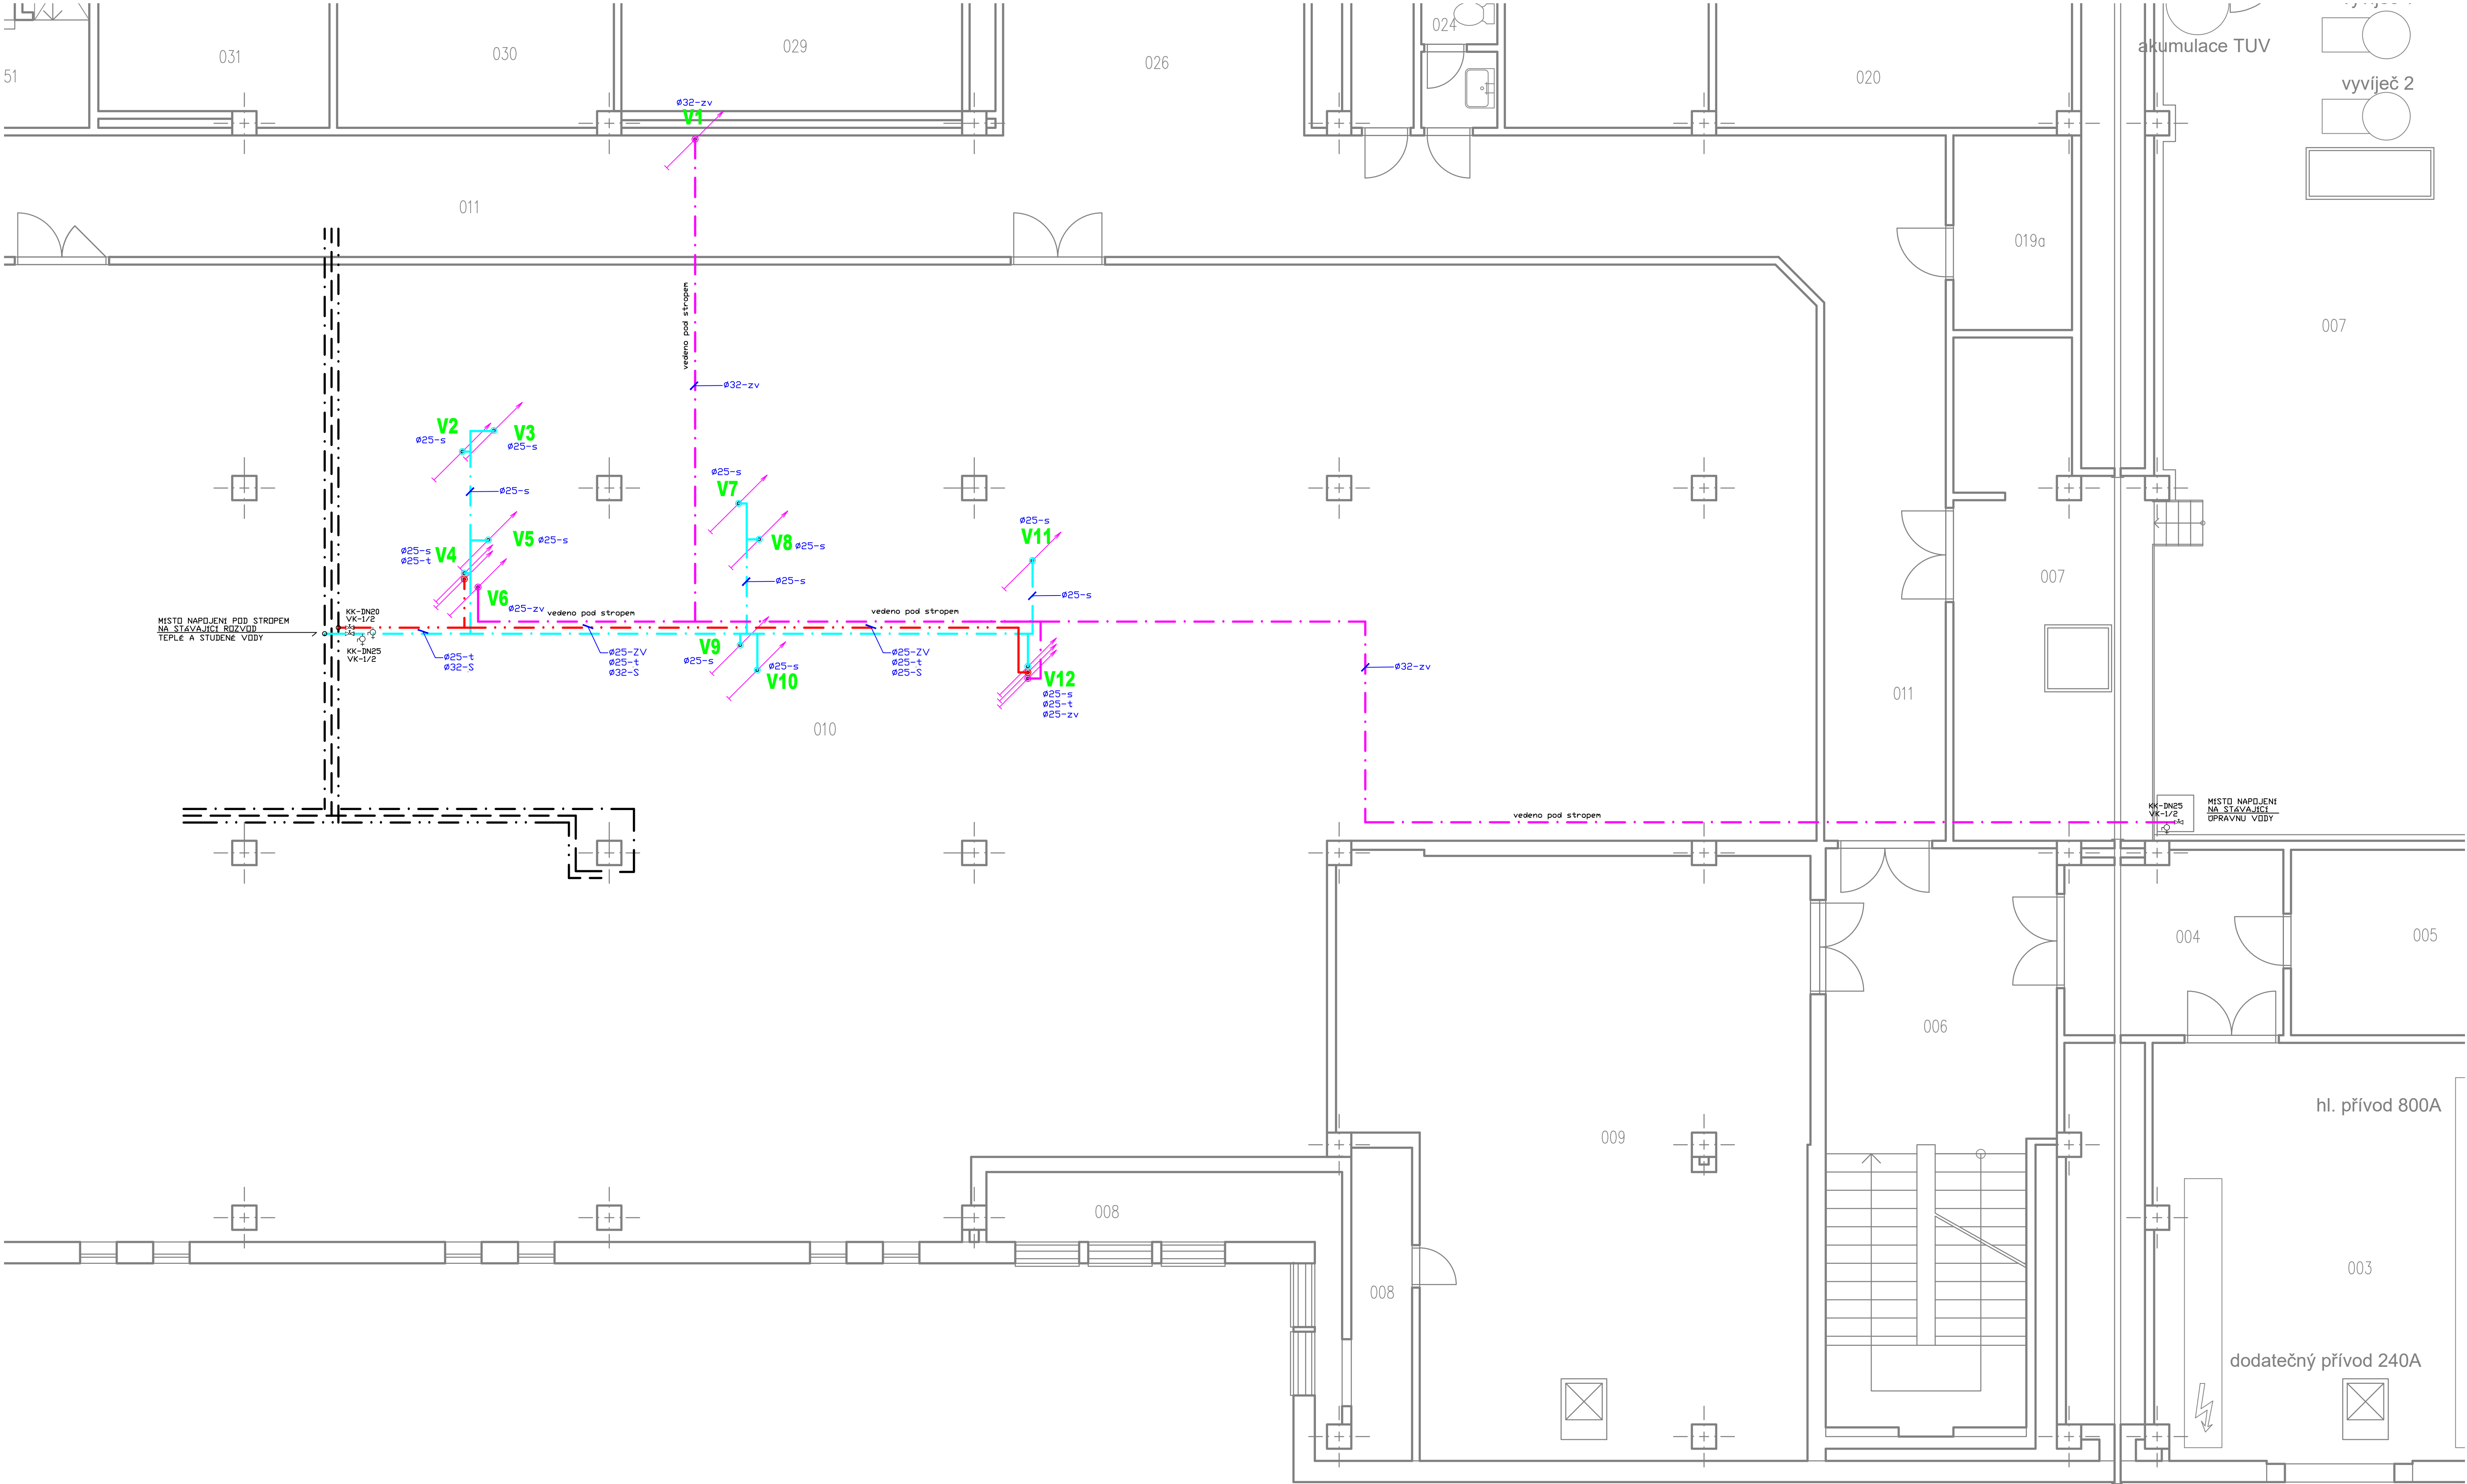 51
031
030
029
026
024
020
akumulace TUV
vyvíječ 2
Ø32-zv
V1
011
019a
007
vedeno pod stropem
Ø32-zv
V2
Ø25-s
V3
Ø25-s
Ø25-s
Ø25-s
V7
V8 Ø25-s
Ø25-s
Ø25-s
V11
Ø25-s
Ø25-s
Ø25-t
V4
V5 Ø25-s
V6
Ø25-zv
007
MÍSTO NAPOJENÍ POD STROPEM
NA STÁVAJÍCÍ ROZVOD
TEPLÉ A STUDENÉ VODY
KK-DN20
VK-1/2
KK-DN25
VK-1/2
vedeno pod stropem
vedeno pod stropem
Ø25-t
Ø32-S
Ø25-ZV
Ø25-t
Ø32-S
V9
Ø25-s
Ø25-s
V10
Ø25-ZV
Ø25-t
Ø25-S
V12
Ø25-s
Ø25-t
Ø25-zv
Ø32-zv
011
010
vedeno pod stropem
KK-DN25
VK-1/2
MÍSTO NAPOJENÍ
NA STÁVAJÍCÍ
ÚPRAVNU VODY
004
005
006
hl. přívod 800A
009
008
008
003
dodatečný přívod 240A